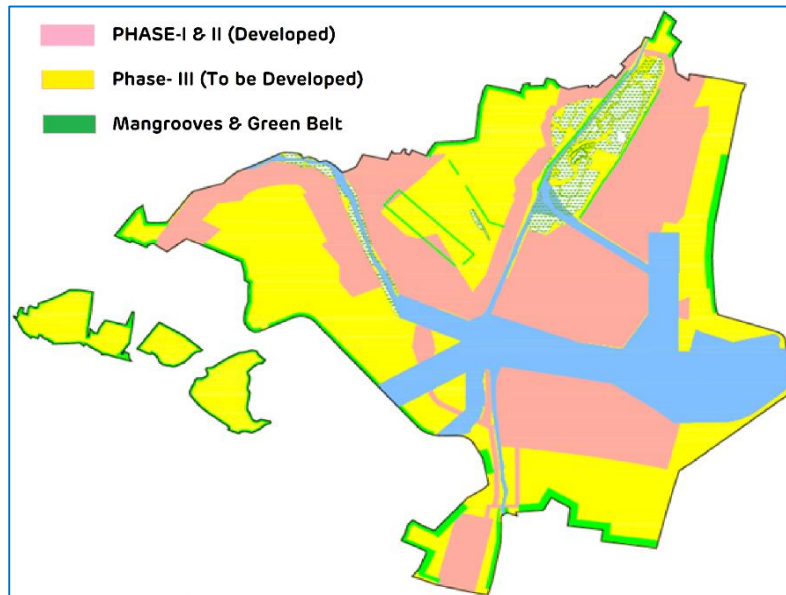 PHASE-I & II (Developed)
Phase- III (To be Developed)
Mangrooves & Green Belt